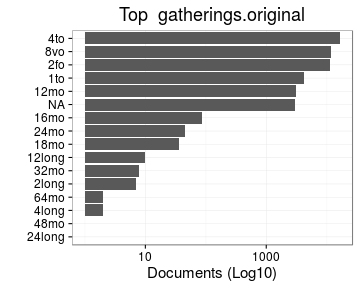 Top gatherings.original
4to
8vo
2fo
1to
12mo
NA
16mo
24mo
18mo
12long
32mo
2long
64mo
4long
48mo
24long
10 1000
Documents (Log10)